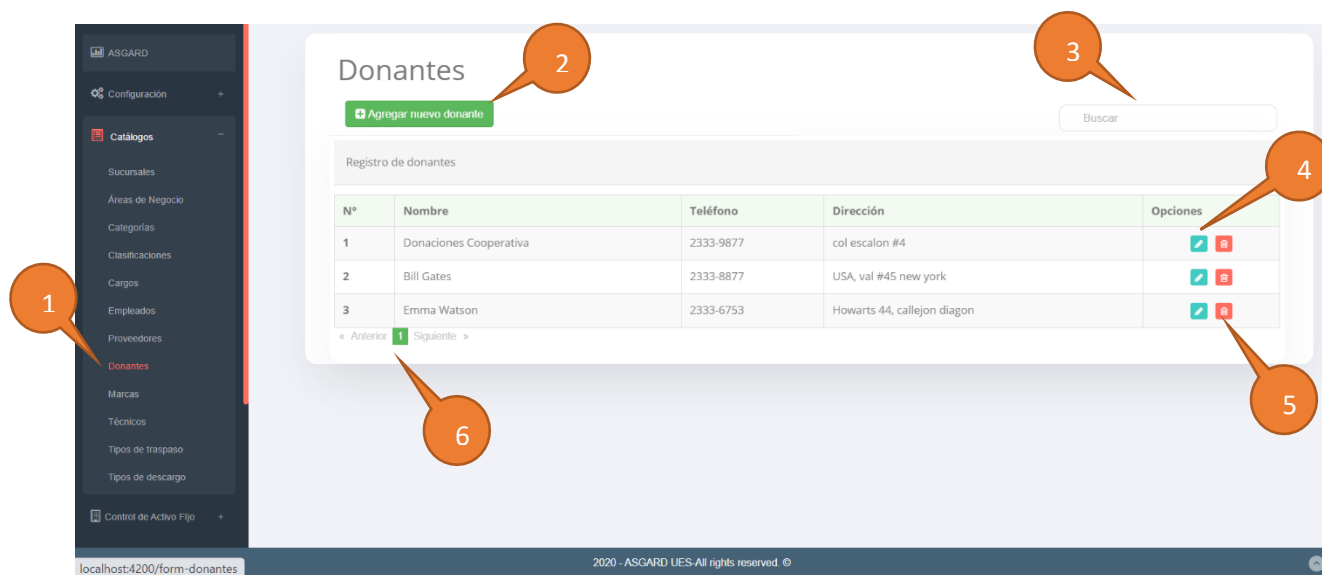 ASGARD
Configuración +
Catálogos −
Sucursales
Áreas de Negocio
Categorías
Clasificaciones
Cargos
Empleados
Proveedores
Donantes
Marcas
Técnicos
Tipos de traspaso
Tipos de descargo
Control de Activo FIjo +
1
Donantes
2
3
Agregar nuevo donante
Buscar
Registro de donantes
4
N° Nombre Teléfono Dirección Opciones
1 Donaciones Cooperativa 2333-9877 col escalon #4
2 Bill Gates 2333-8877 USA, val #45 new york
3 Emma Watson 2333-6753 Howarts 44, callejon diagon
« Anterior 1 Siguiente »
5
6
2020 - ASGARD UES-All rights reserved. ©
localhost:4200/form-donantes